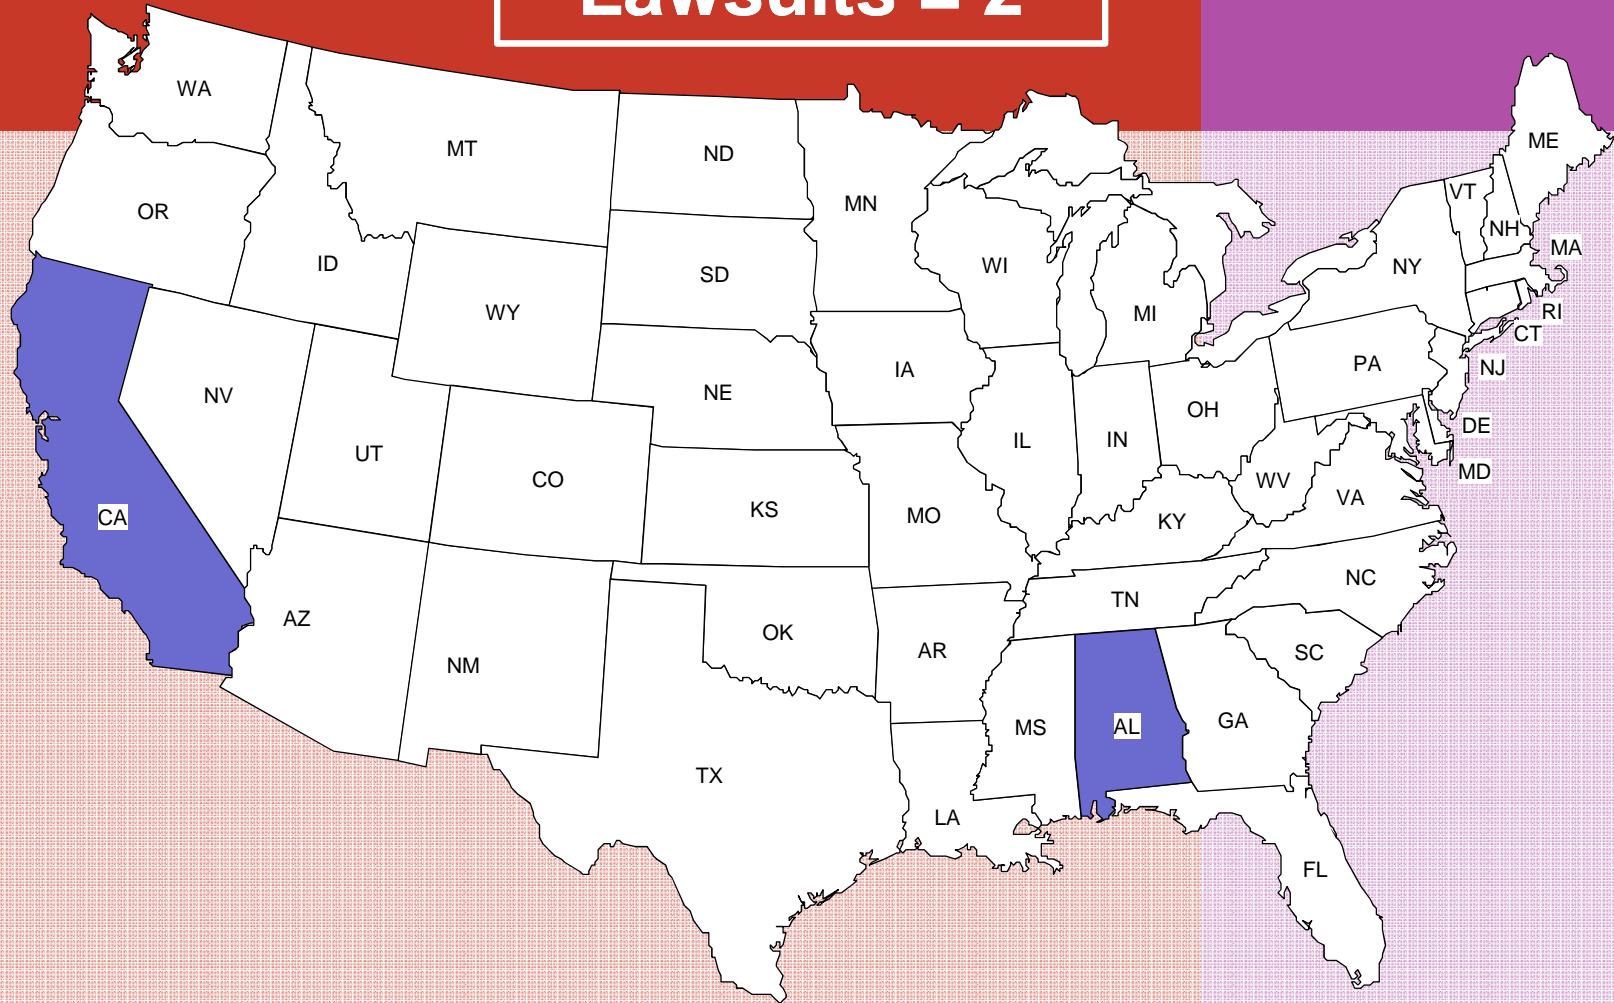 Lawsuits = 2
WA
MT
ND
MN
ME
VT
NH
MA
OR
ID
SD
WI
NY
WY
MI
RI
CT
IA
PA
NJ
NV
NE
OH
DE
UT
IL
IN
MD
CO
WV
VA
CA
KS
MO
KY
NC
AZ
TN
OK
NM
AR
SC
MS
AL
GA
TX
LA
FL